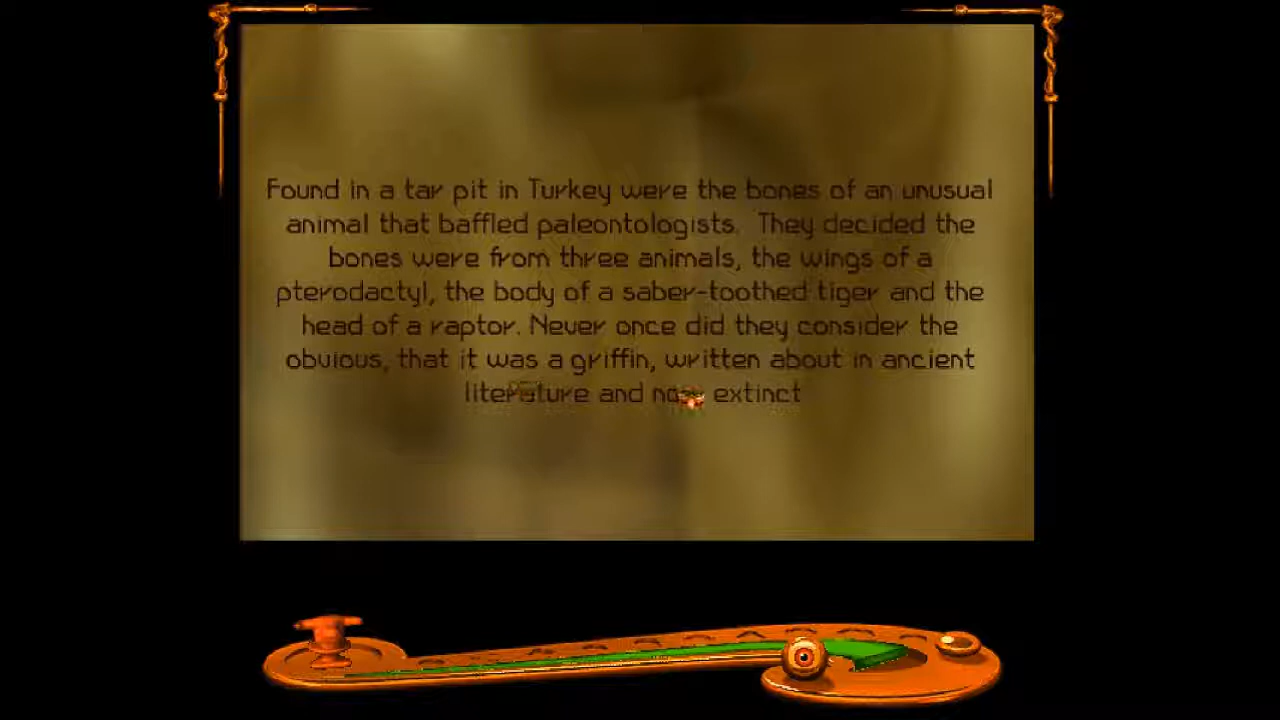 Found in a tar pit in Turkey were the bones of an unusual
animal that baffled paleontologists. They decided the
bones were from three animals, the wings of a
pterodactyl, the body of a saber-toothed tiger and the
head of a raptor. Never once did they consider the
obvious, that it was a griffin, written about in ancient
literature and now extinct